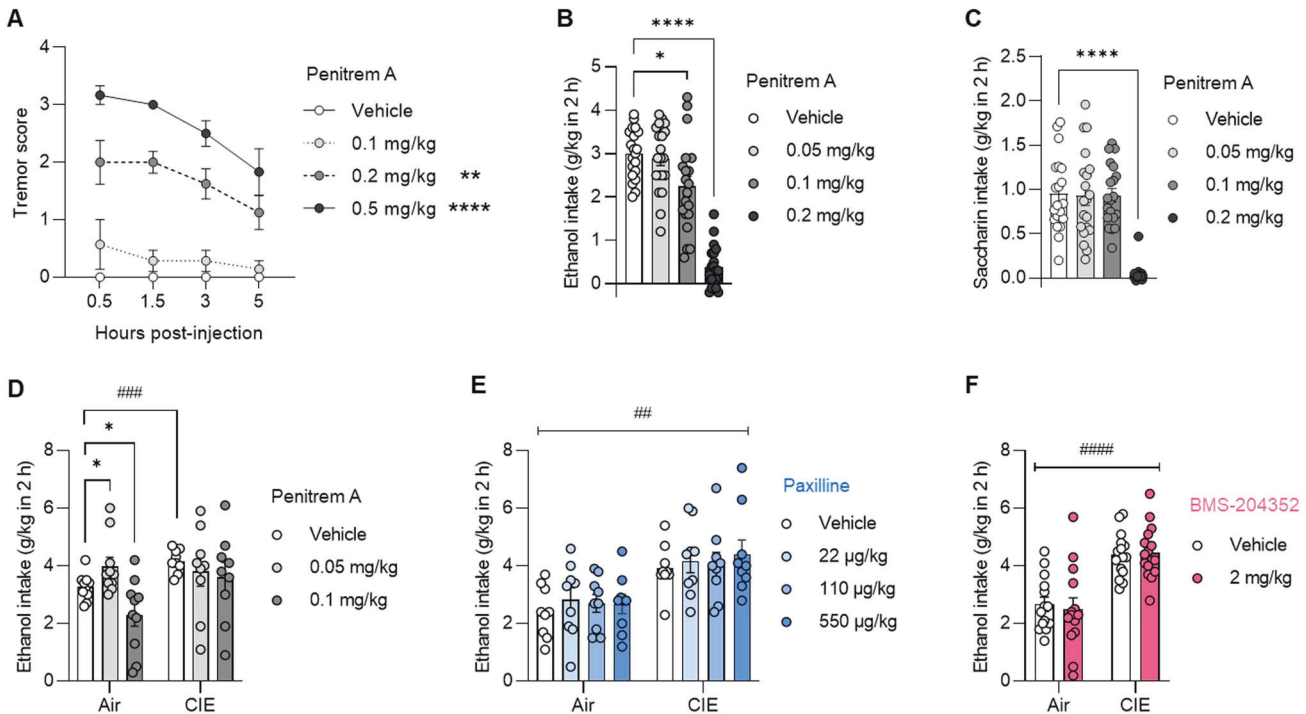 A
Tremor score
4
3
2
1
0
0.5 1.5 3 5
Hours post-injection
Penitrem A
Vehicle
0.1 mg/kg
0.2 mg/kg **
0.5 mg/kg ****
B
****
*
Ethanol intake (g/kg in 2 h)
5
4
3
2
1
0
Penitrem A
Vehicle
0.05 mg/kg
0.1 mg/kg
0.2 mg/kg
C
****
Saccharin intake (g/kg in 2 h)
2.5
2.0
1.5
1.0
0.5
0.0
Penitrem A
Vehicle
0.05 mg/kg
0.1 mg/kg
0.2 mg/kg
D
###
*
*
Ethanol intake (g/kg in 2 h)
8
6
4
2
0
Air CIE
Penitrem A
Vehicle
0.05 mg/kg
0.1 mg/kg
E
##
Ethanol intake (g/kg in 2 h)
8
6
4
2
0
Air CIE
Paxilline
Vehicle
22 µg/kg
110 µg/kg
550 µg/kg
F
####
Ethanol intake (g/kg in 2 h)
8
6
4
2
0
Air CIE
BMS-204352
Vehicle
2 mg/kg